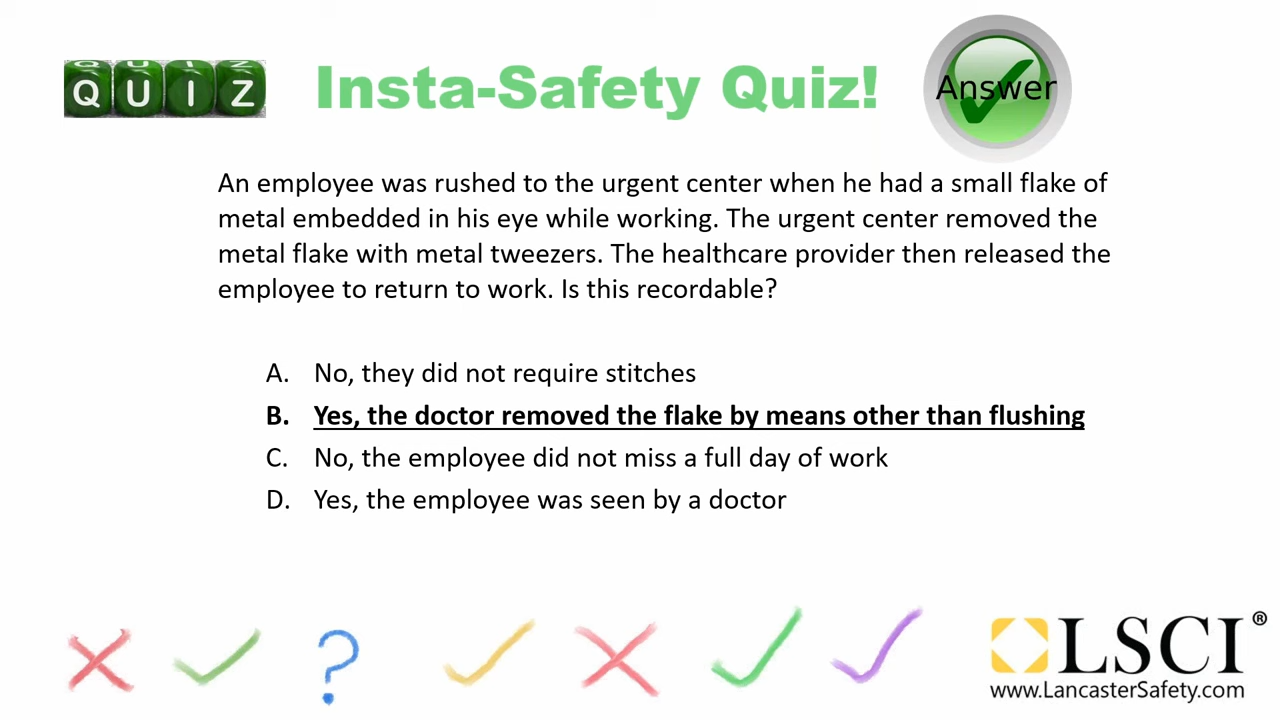 QUIZ
Insta-Safety Quiz!
Answer
An employee was rushed to the urgent center when he had a small flake of
metal embedded in his eye while working. The urgent center removed the
metal flake with metal tweezers. The healthcare provider then released the
employee to return to work. Is this recordable?
A. No, they did not require stitches
B. Yes, the doctor removed the flake by means other than flushing
C. No, the employee did not miss a full day of work
D. Yes, the employee was seen by a doctor
?
LSCI®
www.LancasterSafety.com